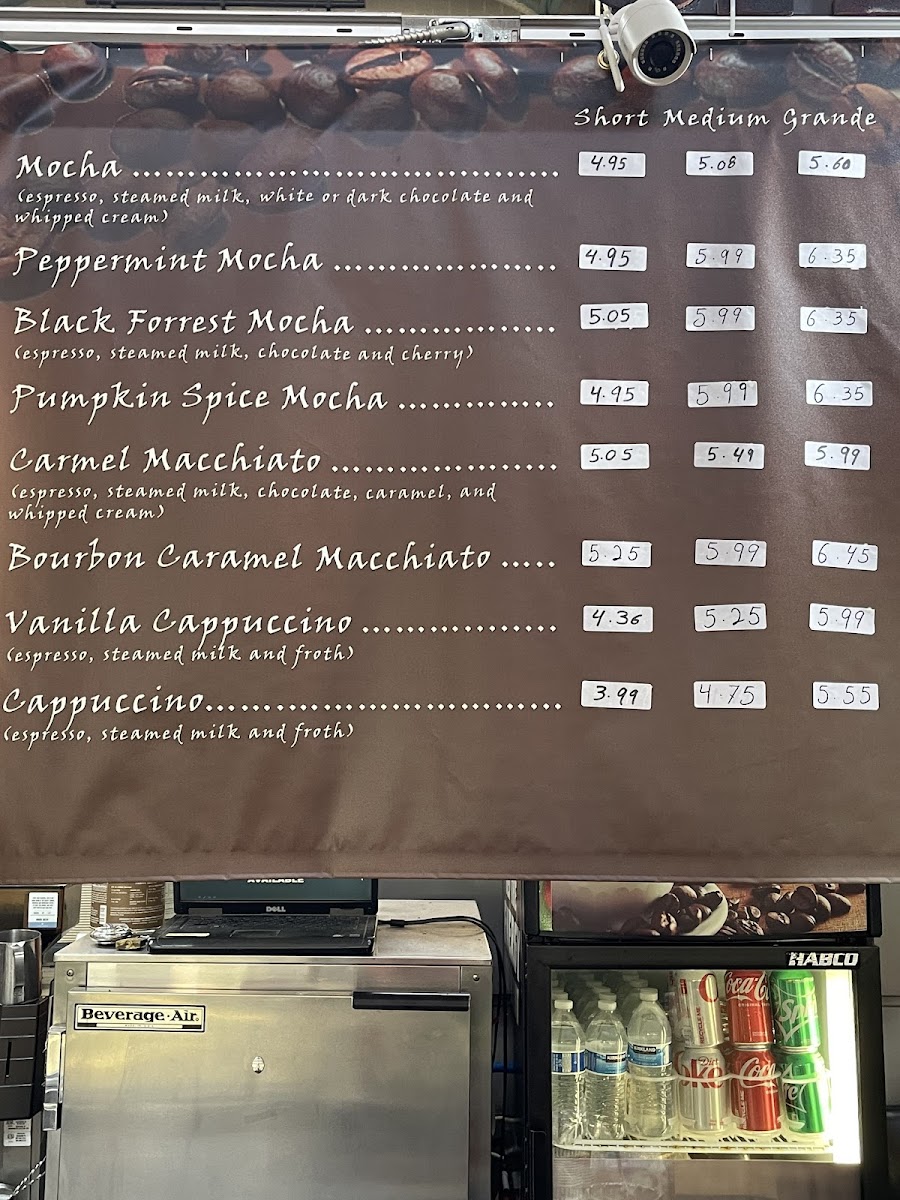 Short Medium Grande
Mocha ...................................... 4.95 5.08 5.60
(espresso, steamed milk, white or dark chocolate and
whipped cream)
Peppermint Mocha .................... 4.95 5.99 6.35
Black Forrest Mocha ................. 5.05 5.99 6.35
(espresso, steamed milk, chocolate and cherry)
Pumpkin Spice Mocha .............. 4.95 5.99 6.35
Carmel Macchiato .................... 5.05 5.49 5.99
(espresso, steamed milk, chocolate, caramel, and
whipped cream)
Bourbon Caramel Macchiato ..... 5.25 5.99 6.45
Vanilla Cappuccino ................. 4.36 5.25 5.99
(espresso, steamed milk and froth)
Cappuccino................................ 3.99 4.75 5.55
(espresso, steamed milk and froth)
AVAILABLE
DELL
HABCO
Beverage-Air
Coca-Cola
KIRKLAND
Diet